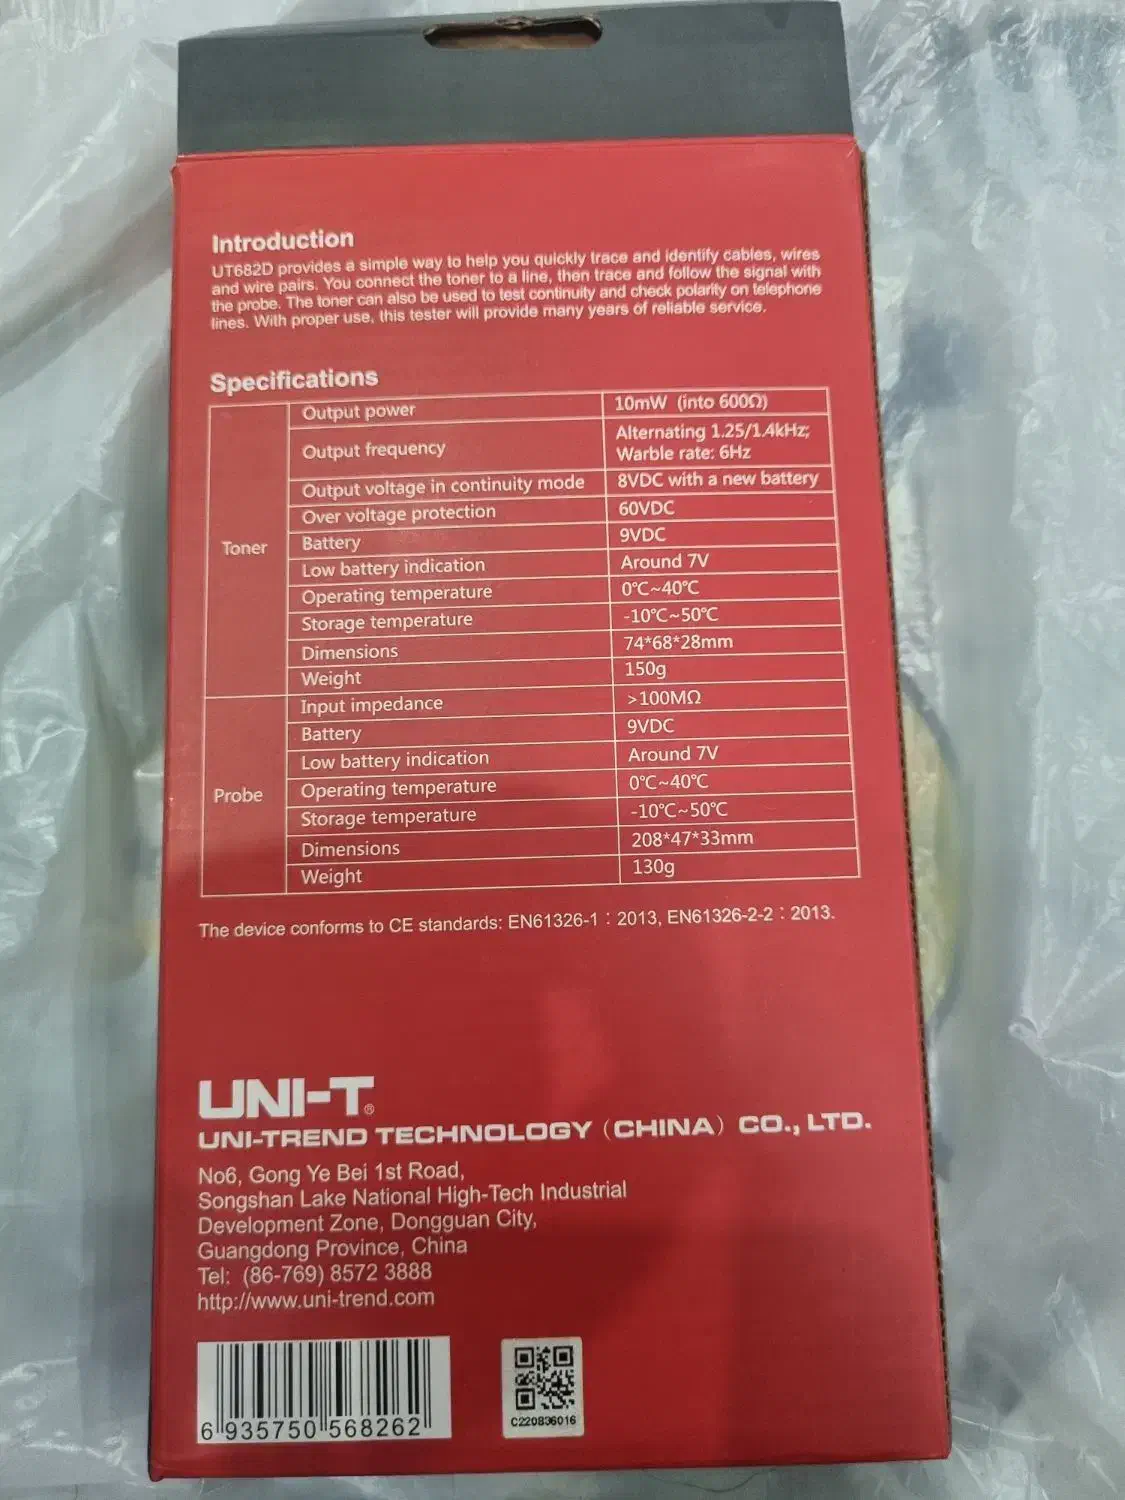 Introduction
UT682D provides a simple way to help you quickly trace and identify cables, wires
and wire pairs. You connect the toner to a line, then trace and follow the signal with
the probe. The toner can also be used to test continuity and check polarity on telephone
lines. With proper use, this tester will provide many years of reliable service.
Specifications
Toner
Output power 10mW (into 600Ω)
Output frequency Alternating 1.25/1.4kHz;
Warble rate: 6Hz
Output voltage in continuity mode 8VDC with a new battery
Over voltage protection 60VDC
Battery 9VDC
Low battery indication Around 7V
Operating temperature 0℃~40℃
Storage temperature -10℃~50℃
Dimensions 74*68*28mm
Weight 150g
Probe
Input impedance >100MΩ
Battery 9VDC
Low battery indication Around 7V
Operating temperature 0℃~40℃
Storage temperature -10℃~50℃
Dimensions 208*47*33mm
Weight 130g
The device conforms to CE standards: EN61326-1：2013, EN61326-2-2：2013.
UNI-T®
UNI-TREND TECHNOLOGY（CHINA）CO., LTD.
No6, Gong Ye Bei 1st Road,
Songshan Lake National High-Tech Industrial
Development Zone, Dongguan City,
Guangdong Province, China
Tel: (86-769) 8572 3888
http://www.uni-trend.com
6 935750 568262
C220836016